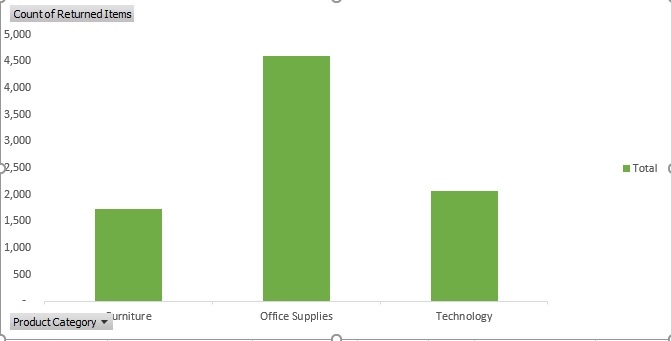 Count of Returned Items
5,000
4,500
4,000
3,500
3,000
2,500
2,000
1,500
1,000
500
-
Total
Furniture Office Supplies Technology
Product Category